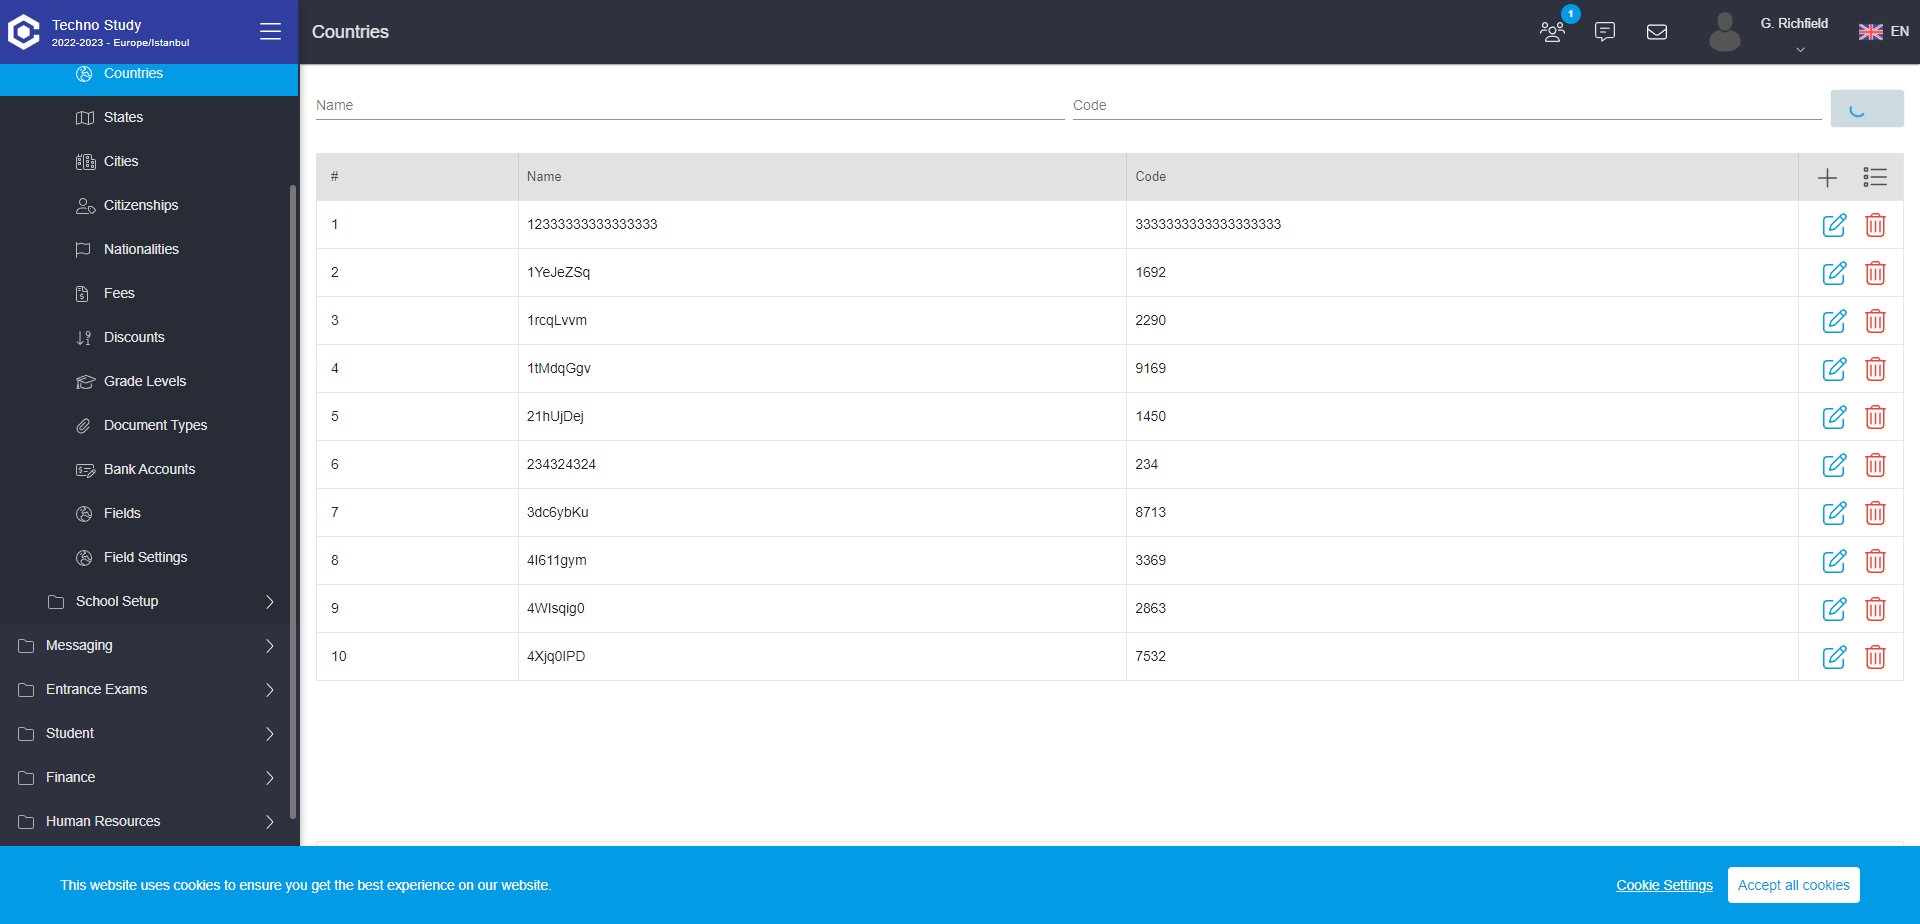 Techno Study
2022-2023 - Europe/Istanbul
Countries
1
G. Richfield
EN
Countries
States
Cities
Citizenships
Nationalities
Fees
Discounts
Grade Levels
Document Types
Bank Accounts
Fields
Field Settings
School Setup
Messaging
Entrance Exams
Student
Finance
Human Resources
Name Code
# Name Code
1 12333333333333333 3333333333333333333
2 1YeJeZSq 1692
3 1rcqLvvm 2290
4 1tMdqGgv 9169
5 21hUjDej 1450
6 234324324 234
7 3dc6ybKu 8713
8 4I611gym 3369
9 4WIsqig0 2863
10 4Xjq0IPD 7532
This website uses cookies to ensure you get the best experience on our website.
Cookie Settings
Accept all cookies